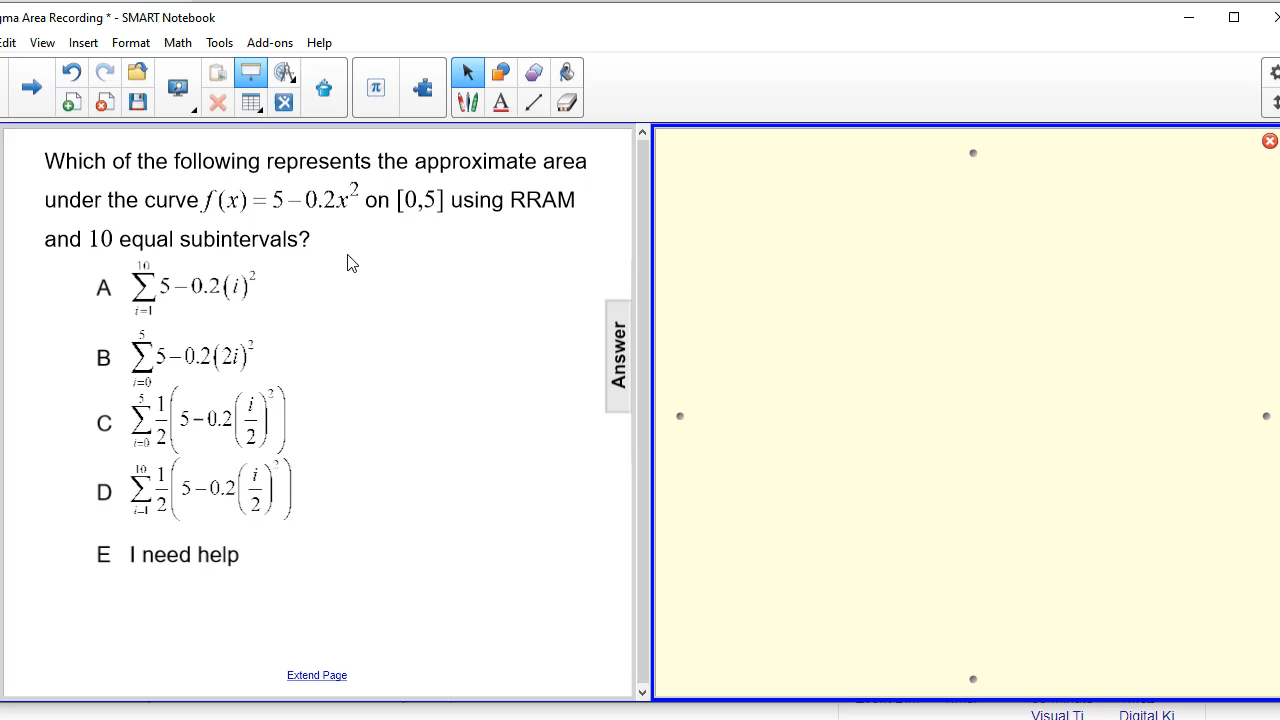 gma Area Recording * - SMART Notebook
Edit View Insert Format Math Tools Add-ons Help
Which of the following represents the approximate area
under the curve f(x) = 5 − 0.2x² on [0,5] using RRAM
and 10 equal subintervals?
A ∑_{i=1}^{10} 5 − 0.2(i)²
B ∑_{i=0}^{5} 5 − 0.2(2i)²
C ∑_{i=0}^{5} 1/2 (5 − 0.2(i/2)²)
D ∑_{i=1}^{10} 1/2 (5 − 0.2(i/2)²)
E I need help
Answer
Extend Page
Visual Ti Digital Ki